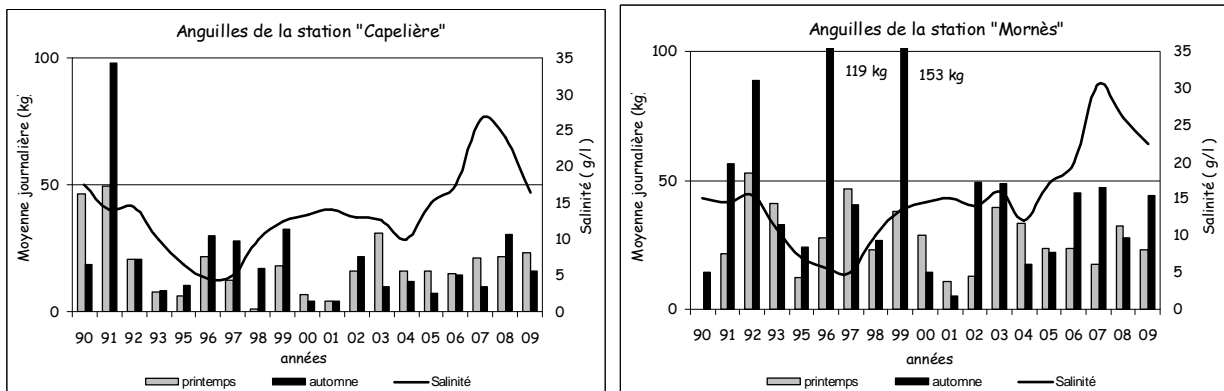 Anguilles de la station "Capelière"
Moyenne journalière (kg)
100
50
0
35
30
25
20
15
10
5
0
Salinité ( g/l )
90 91 92 93 95 96 97 98 99 00 01 02 03 04 05 06 07 08 09
années
printemps automne Salinité
Anguilles de la station "Mornès"
Moyenne journalière (kg)
100
50
0
119 kg 153 kg
35
30
25
20
15
10
5
0
Salinité ( g/l )
90 91 92 93 95 96 97 98 99 00 01 02 03 04 05 06 07 08 09
années
printemps automne Salinité